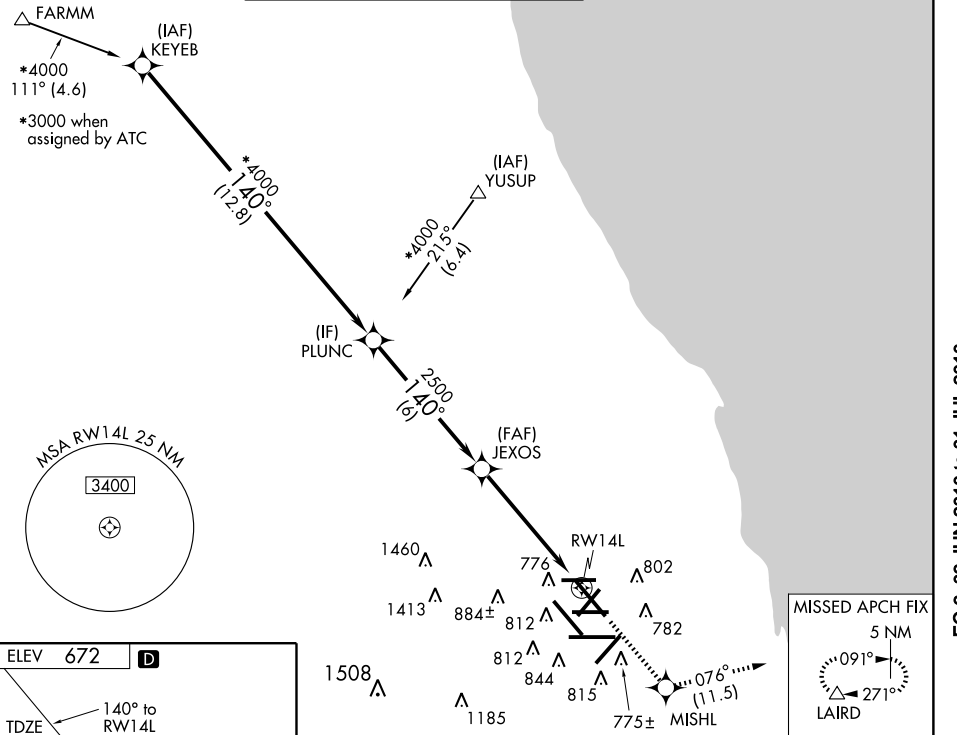 FARMM
*4000
111° (4.6)
*3000 when
assigned by ATC
(IAF)
KEYEB
*4000
140°
(12.8)
(IAF)
YUSUP
*4000
215°
(6.4)
(IF)
PLUNC
2500
140°
(6)
(FAF)
JEXOS
MSA RW14L 25 NM
3400
RW14L
1460
776
802
1413
884±
812
782
812
844
815
775±
1508
1185
MISHL
076°
(11.5)
MISSED APCH FIX
5 NM
091°
271°
LAIRD
ELEV 672 D
140° to
RW14L
TDZE